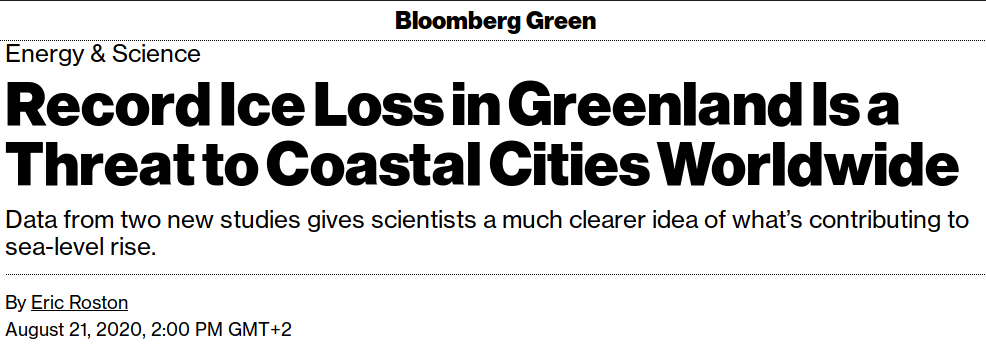 Bloomberg Green
Energy & Science
Record Ice Loss in Greenland Is a
Threat to Coastal Cities Worldwide
Data from two new studies gives scientists a much clearer idea of what’s contributing to
sea-level rise.
By Eric Roston
August 21, 2020, 2:00 PM GMT+2